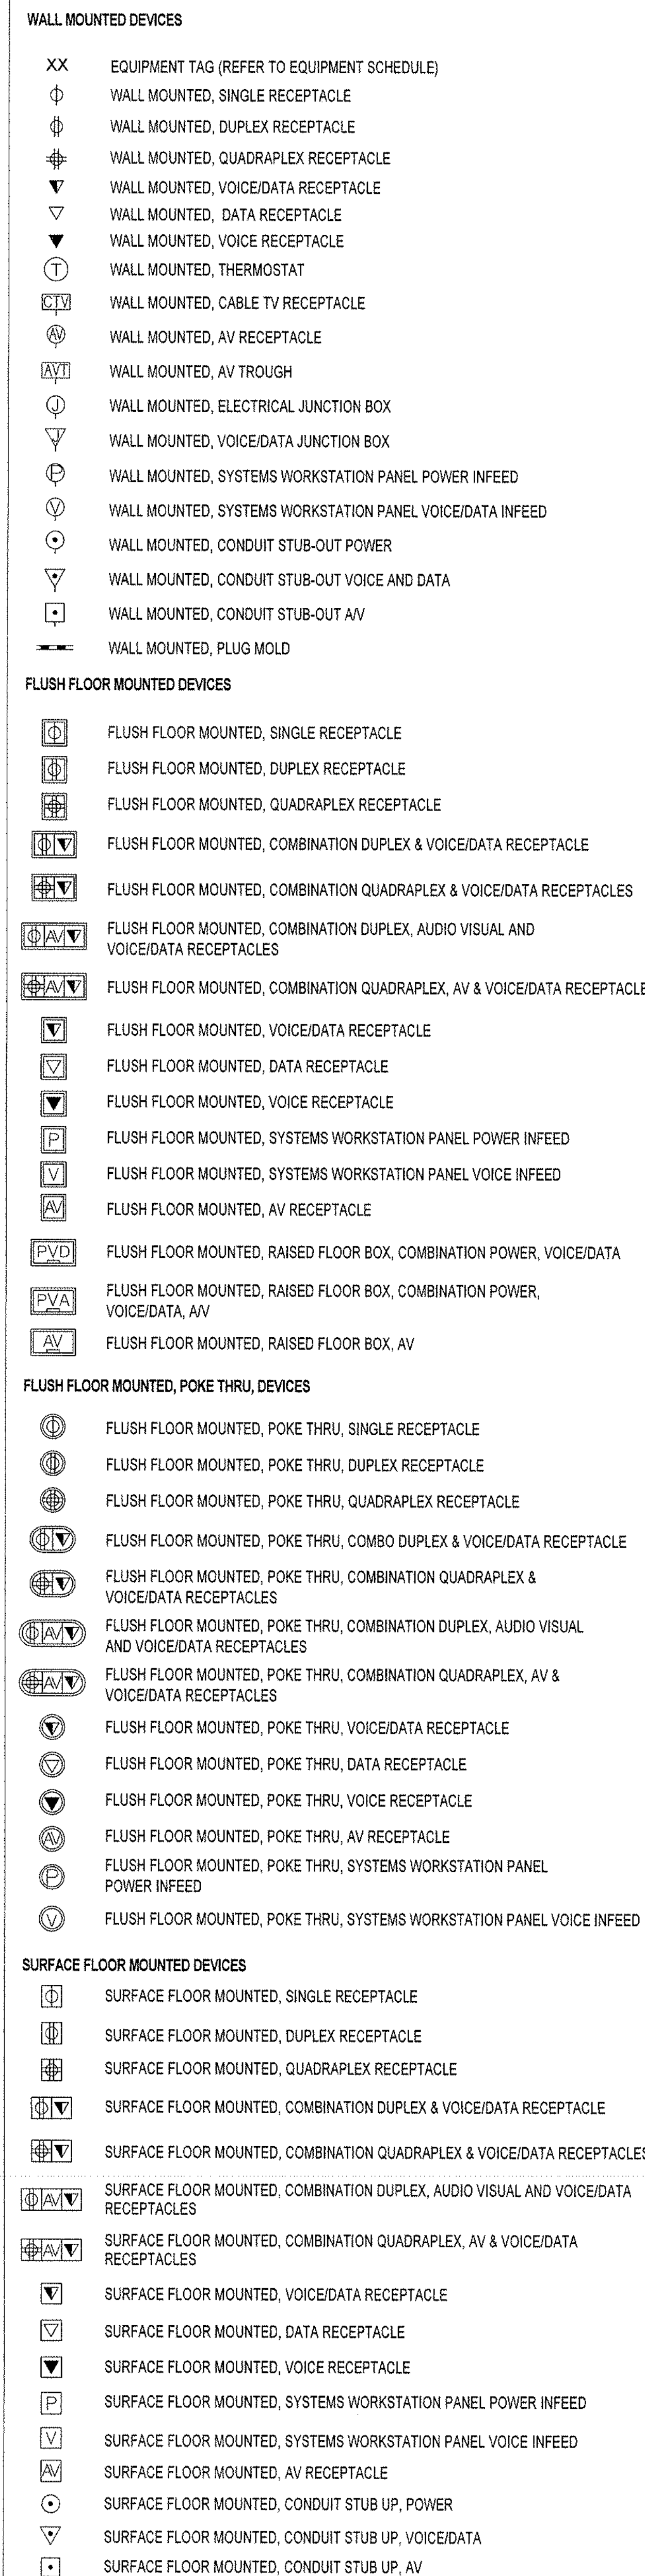 WALL MOUNTED DEVICES
XX EQUIPMENT TAG (REFER TO EQUIPMENT SCHEDULE)
WALL MOUNTED, SINGLE RECEPTACLE
WALL MOUNTED, DUPLEX RECEPTACLE
WALL MOUNTED, QUADRAPLEX RECEPTACLE
WALL MOUNTED, VOICE/DATA RECEPTACLE
WALL MOUNTED, DATA RECEPTACLE
WALL MOUNTED, VOICE RECEPTACLE
T WALL MOUNTED, THERMOSTAT
CTV WALL MOUNTED, CABLE TV RECEPTACLE
AV WALL MOUNTED, AV RECEPTACLE
AVT WALL MOUNTED, AV TROUGH
J WALL MOUNTED, ELECTRICAL JUNCTION BOX
J WALL MOUNTED, VOICE/DATA JUNCTION BOX
P WALL MOUNTED, SYSTEMS WORKSTATION PANEL POWER INFEED
V WALL MOUNTED, SYSTEMS WORKSTATION PANEL VOICE/DATA INFEED
WALL MOUNTED, CONDUIT STUB-OUT POWER
WALL MOUNTED, CONDUIT STUB-OUT VOICE AND DATA
WALL MOUNTED, CONDUIT STUB-OUT A/V
WALL MOUNTED, PLUG MOLD
FLUSH FLOOR MOUNTED DEVICES
FLUSH FLOOR MOUNTED, SINGLE RECEPTACLE
FLUSH FLOOR MOUNTED, DUPLEX RECEPTACLE
FLUSH FLOOR MOUNTED, QUADRAPLEX RECEPTACLE
FLUSH FLOOR MOUNTED, COMBINATION DUPLEX & VOICE/DATA RECEPTACLE
FLUSH FLOOR MOUNTED, COMBINATION QUADRAPLEX & VOICE/DATA RECEPTACLES
AV FLUSH FLOOR MOUNTED, COMBINATION DUPLEX, AUDIO VISUAL AND
VOICE/DATA RECEPTACLES
AV FLUSH FLOOR MOUNTED, COMBINATION QUADRAPLEX, AV & VOICE/DATA RECEPTACLE
FLUSH FLOOR MOUNTED, VOICE/DATA RECEPTACLE
FLUSH FLOOR MOUNTED, DATA RECEPTACLE
FLUSH FLOOR MOUNTED, VOICE RECEPTACLE
P FLUSH FLOOR MOUNTED, SYSTEMS WORKSTATION PANEL POWER INFEED
V FLUSH FLOOR MOUNTED, SYSTEMS WORKSTATION PANEL VOICE INFEED
AV FLUSH FLOOR MOUNTED, AV RECEPTACLE
PVD FLUSH FLOOR MOUNTED, RAISED FLOOR BOX, COMBINATION POWER, VOICE/DATA
PVA FLUSH FLOOR MOUNTED, RAISED FLOOR BOX, COMBINATION POWER,
VOICE/DATA, A/V
AV FLUSH FLOOR MOUNTED, RAISED FLOOR BOX, AV
FLUSH FLOOR MOUNTED, POKE THRU, DEVICES
FLUSH FLOOR MOUNTED, POKE THRU, SINGLE RECEPTACLE
FLUSH FLOOR MOUNTED, POKE THRU, DUPLEX RECEPTACLE
FLUSH FLOOR MOUNTED, POKE THRU, QUADRAPLEX RECEPTACLE
FLUSH FLOOR MOUNTED, POKE THRU, COMBO DUPLEX & VOICE/DATA RECEPTACLE
FLUSH FLOOR MOUNTED, POKE THRU, COMBINATION QUADRAPLEX &
VOICE/DATA RECEPTACLES
AV FLUSH FLOOR MOUNTED, POKE THRU, COMBINATION DUPLEX, AUDIO VISUAL
AND VOICE/DATA RECEPTACLES
AV FLUSH FLOOR MOUNTED, POKE THRU, COMBINATION QUADRAPLEX, AV &
VOICE/DATA RECEPTACLES
FLUSH FLOOR MOUNTED, POKE THRU, VOICE/DATA RECEPTACLE
FLUSH FLOOR MOUNTED, POKE THRU, DATA RECEPTACLE
FLUSH FLOOR MOUNTED, POKE THRU, VOICE RECEPTACLE
AV FLUSH FLOOR MOUNTED, POKE THRU, AV RECEPTACLE
P FLUSH FLOOR MOUNTED, POKE THRU, SYSTEMS WORKSTATION PANEL
POWER INFEED
V FLUSH FLOOR MOUNTED, POKE THRU, SYSTEMS WORKSTATION PANEL VOICE INFEED
SURFACE FLOOR MOUNTED DEVICES
SURFACE FLOOR MOUNTED, SINGLE RECEPTACLE
SURFACE FLOOR MOUNTED, DUPLEX RECEPTACLE
SURFACE FLOOR MOUNTED, QUADRAPLEX RECEPTACLE
SURFACE FLOOR MOUNTED, COMBINATION DUPLEX & VOICE/DATA RECEPTACLE
SURFACE FLOOR MOUNTED, COMBINATION QUADRAPLEX & VOICE/DATA RECEPTACLES
AV SURFACE FLOOR MOUNTED, COMBINATION DUPLEX, AUDIO VISUAL AND VOICE/DATA
RECEPTACLES
AV SURFACE FLOOR MOUNTED, COMBINATION QUADRAPLEX, AV & VOICE/DATA
RECEPTACLES
SURFACE FLOOR MOUNTED, VOICE/DATA RECEPTACLE
SURFACE FLOOR MOUNTED, DATA RECEPTACLE
SURFACE FLOOR MOUNTED, VOICE RECEPTACLE
P SURFACE FLOOR MOUNTED, SYSTEMS WORKSTATION PANEL POWER INFEED
V SURFACE FLOOR MOUNTED, SYSTEMS WORKSTATION PANEL VOICE INFEED
AV SURFACE FLOOR MOUNTED, AV RECEPTACLE
SURFACE FLOOR MOUNTED, CONDUIT STUB UP, POWER
SURFACE FLOOR MOUNTED, CONDUIT STUB UP, VOICE/DATA
SURFACE FLOOR MOUNTED, CONDUIT STUB UP, AV